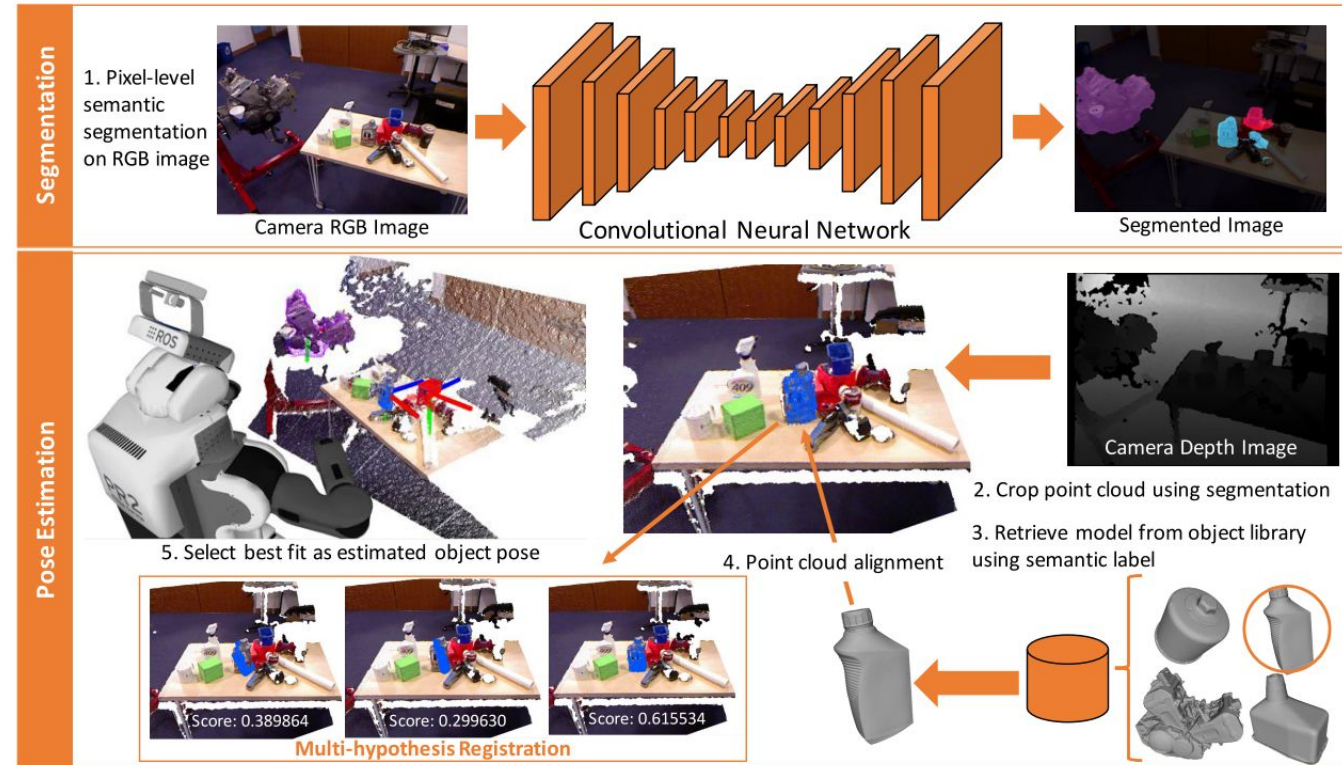 Segmentation
1. Pixel-level
semantic
segmentation
on RGB image
Camera RGB Image
Convolutional Neural Network
Segmented Image
Pose Estimation
ROS
PR2
409
Camera Depth Image
2. Crop point cloud using segmentation
3. Retrieve model from object library
using semantic label
4. Point cloud alignment
5. Select best fit as estimated object pose
Score: 0.389864
Score: 0.299630
Score: 0.615534
Multi-hypothesis Registration